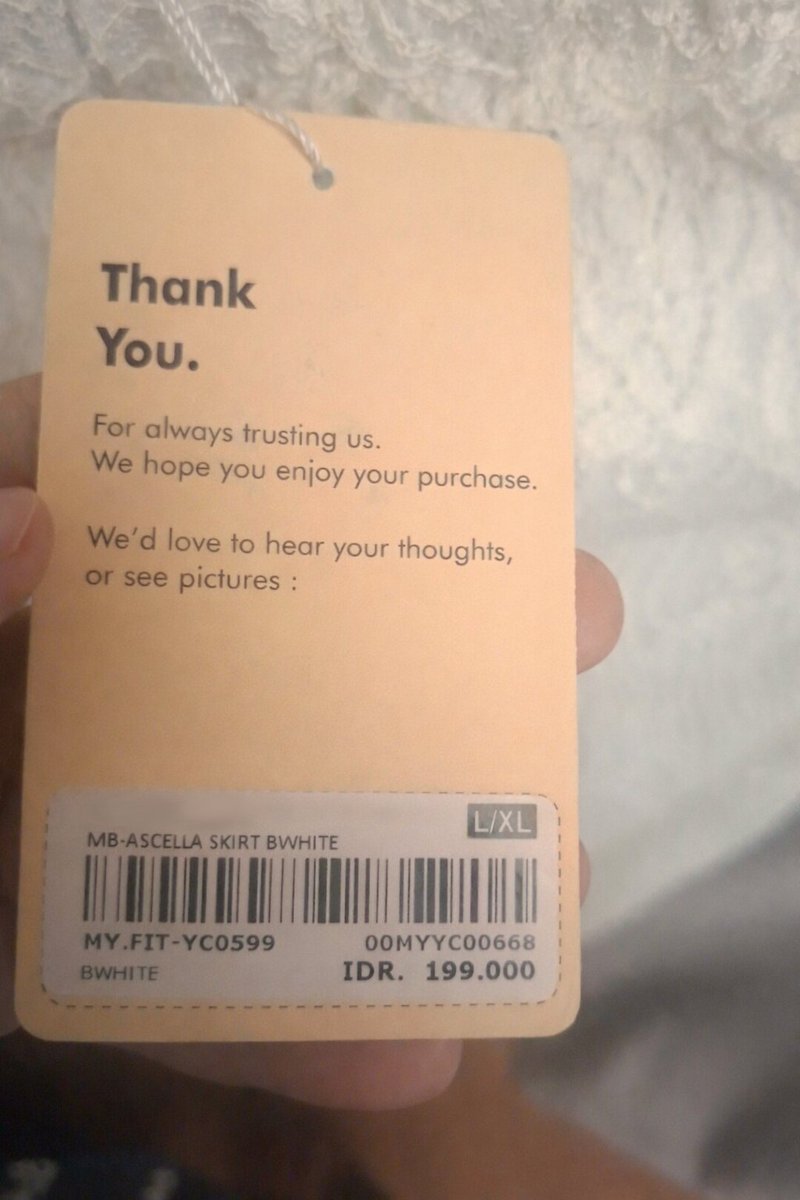 Thank
You.
For always trusting us.
We hope you enjoy your purchase.
We'd love to hear your thoughts,
or see pictures :
L/XL
MB-ASCELLA SKIRT BWHITE
MY.FIT-YC0599 00MYYC00668
BWHITE IDR. 199.000